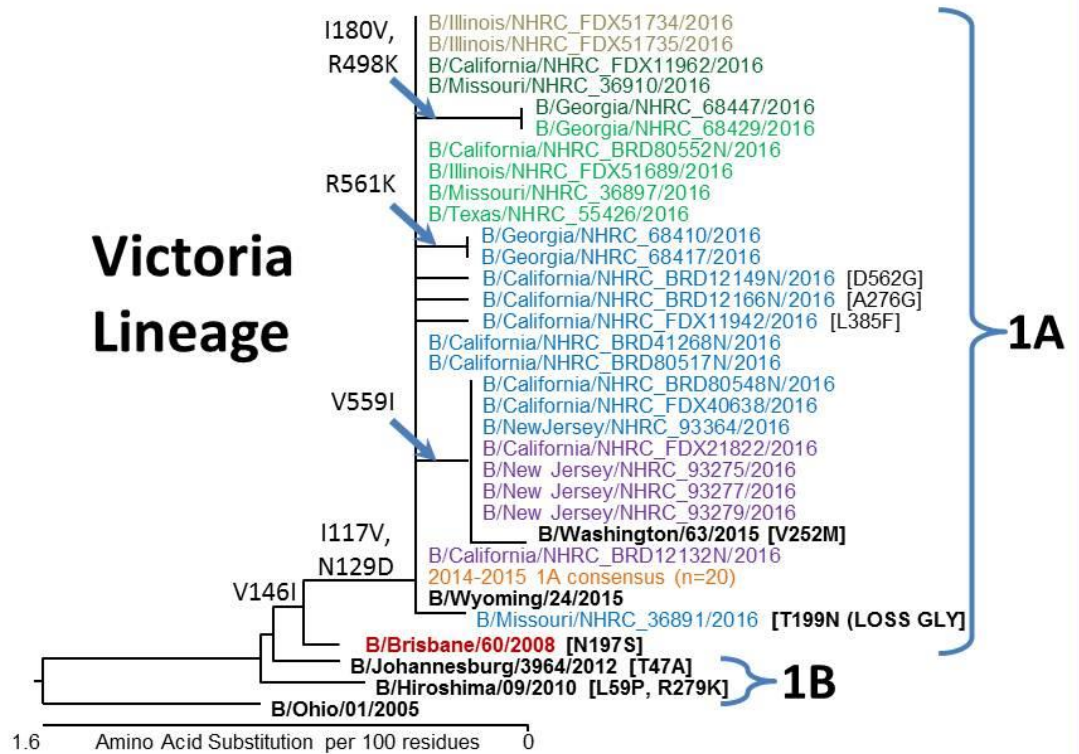 I180V,
R498K
B/Illinois/NHRC_FDX51734/2016
B/Illinois/NHRC_FDX51735/2016
B/California/NHRC_FDX11962/2016
B/Missouri/NHRC_36910/2016
B/Georgia/NHRC_68447/2016
B/Georgia/NHRC_68429/2016
B/California/NHRC_BRD80552N/2016
R561K
B/Illinois/NHRC_FDX51689/2016
B/Missouri/NHRC_36897/2016
B/Texas/NHRC_55426/2016
B/Georgia/NHRC_68410/2016
B/Georgia/NHRC_68417/2016
Victoria
Lineage
B/California/NHRC_BRD12149N/2016 [D562G]
B/California/NHRC_BRD12166N/2016 [A276G]
B/California/NHRC_FDX11942/2016 [L385F]
1A
B/California/NHRC_BRD41268N/2016
B/California/NHRC_BRD80517N/2016
V559I
B/California/NHRC_BRD80548N/2016
B/California/NHRC_FDX40638/2016
B/NewJersey/NHRC_93364/2016
B/California/NHRC_FDX21822/2016
B/New Jersey/NHRC_93275/2016
B/New Jersey/NHRC_93277/2016
B/New Jersey/NHRC_93279/2016
B/Washington/63/2015 [V252M]
I117V,
N129D
B/California/NHRC_BRD12132N/2016
2014-2015 1A consensus (n=20)
V146I
B/Wyoming/24/2015
B/Missouri/NHRC_36891/2016 [T199N (LOSS GLY]
B/Brisbane/60/2008 [N197S]
B/Johannesburg/3964/2012 [T47A]
B/Hiroshima/09/2010 [L59P, R279K]
1B
B/Ohio/01/2005
1.6 Amino Acid Substitution per 100 residues 0